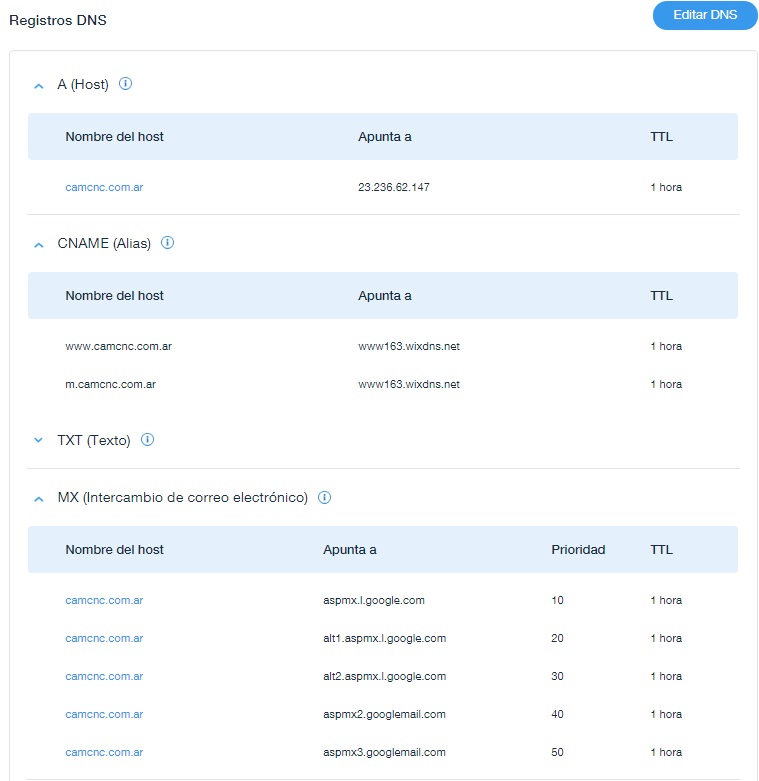 Registros DNS
Editar DNS
A (Host)
Nombre del host Apunta a TTL
camcnc.com.ar 23.236.62.147 1 hora
CNAME (Alias)
Nombre del host Apunta a TTL
www.camcnc.com.ar www163.wixdns.net 1 hora
m.camcnc.com.ar www163.wixdns.net 1 hora
TXT (Texto)
MX (Intercambio de correo electrónico)
Nombre del host Apunta a Prioridad TTL
camcnc.com.ar aspmx.l.google.com 10 1 hora
camcnc.com.ar alt1.aspmx.l.google.com 20 1 hora
camcnc.com.ar alt2.aspmx.l.google.com 30 1 hora
camcnc.com.ar aspmx2.googlemail.com 40 1 hora
camcnc.com.ar aspmx3.googlemail.com 50 1 hora